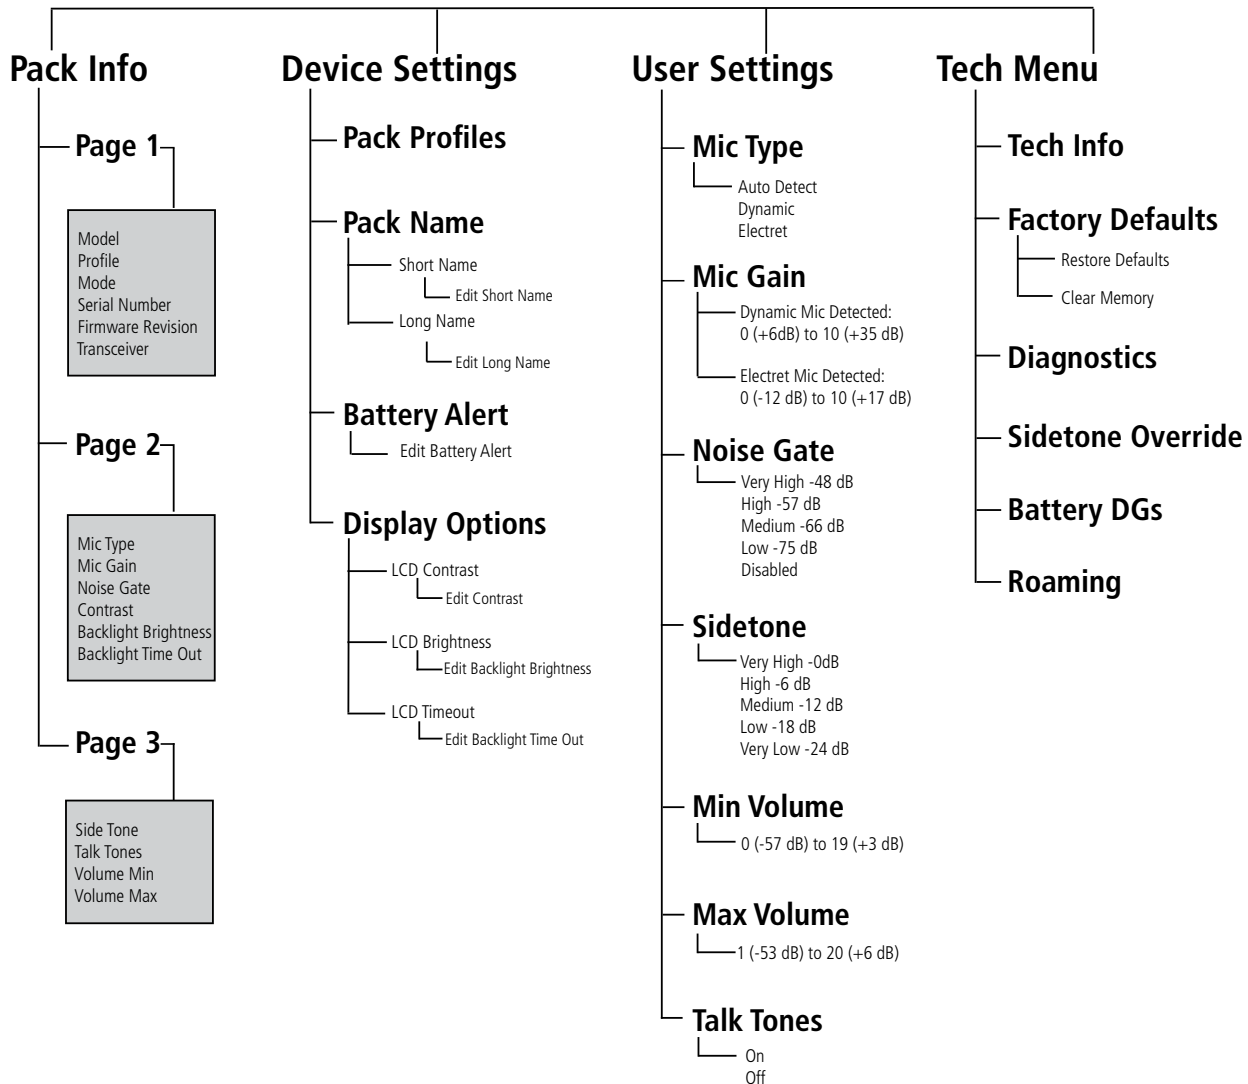 Pack Info
Page 1
Model
Profile
Mode
Serial Number
Firmware Revision
Transceiver
Page 2
Mic Type
Mic Gain
Noise Gate
Contrast
Backlight Brightness
Backlight Time Out
Page 3
Side Tone
Talk Tones
Volume Min
Volume Max
Device Settings
Pack Profiles
Pack Name
Short Name
Edit Short Name
Long Name
Edit Long Name
Battery Alert
Edit Battery Alert
Display Options
LCD Contrast
Edit Contrast
LCD Brightness
Edit Backlight Brightness
LCD Timeout
Edit Backlight Time Out
User Settings
Mic Type
Auto Detect
Dynamic
Electret
Mic Gain
Dynamic Mic Detected:
0 (+6dB) to 10 (+35 dB)
Electret Mic Detected:
0 (-12 dB) to 10 (+17 dB)
Noise Gate
Very High -48 dB
High -57 dB
Medium -66 dB
Low -75 dB
Disabled
Sidetone
Very High -0dB
High -6 dB
Medium -12 dB
Low -18 dB
Very Low -24 dB
Min Volume
0 (-57 dB) to 19 (+3 dB)
Max Volume
1 (-53 dB) to 20 (+6 dB)
Talk Tones
On
Off
Tech Menu
Tech Info
Factory Defaults
Restore Defaults
Clear Memory
Diagnostics
Sidetone Override
Battery DGs
Roaming